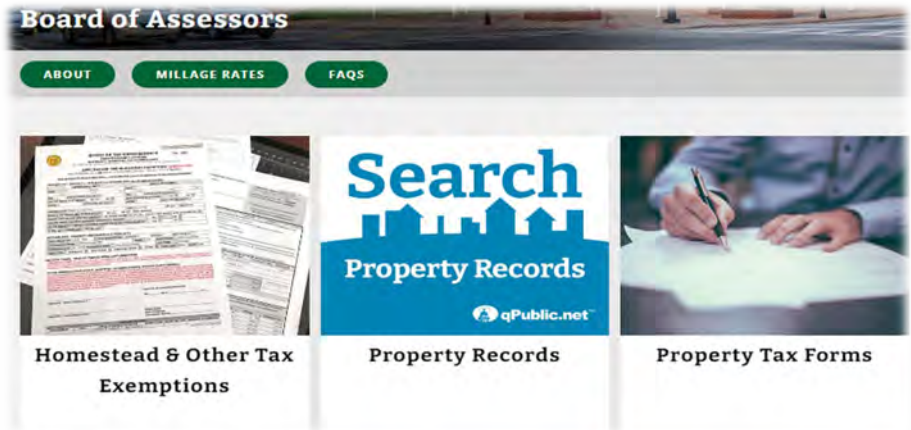 Board of Assessors
ABOUT
MILLAGE RATES
FAQS
Search
Property Records
qPublic.net
Homestead & Other Tax
Exemptions
Property Records
Property Tax Forms